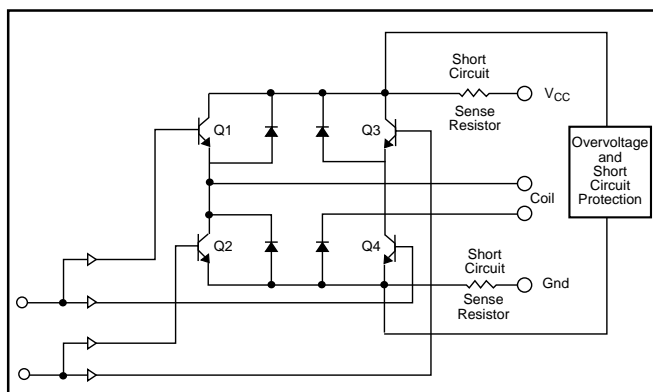 Short
Circuit
Sense
Resistor
VCC
Q1
Q3
Overvoltage
and
Short
Circuit
Protection
Coil
Q2
Q4
Short
Circuit
Sense
Resistor
Gnd